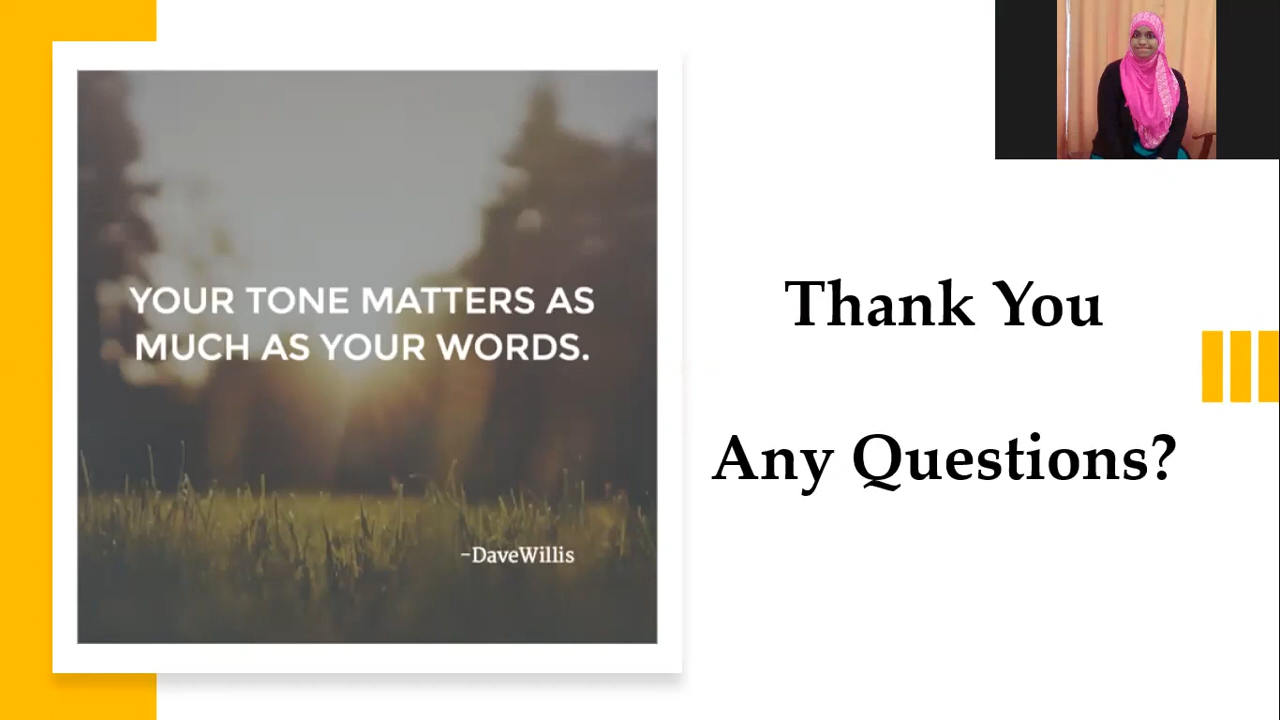 YOUR TONE MATTERS AS
MUCH AS YOUR WORDS.
-DaveWillis
Thank You
Any Questions?